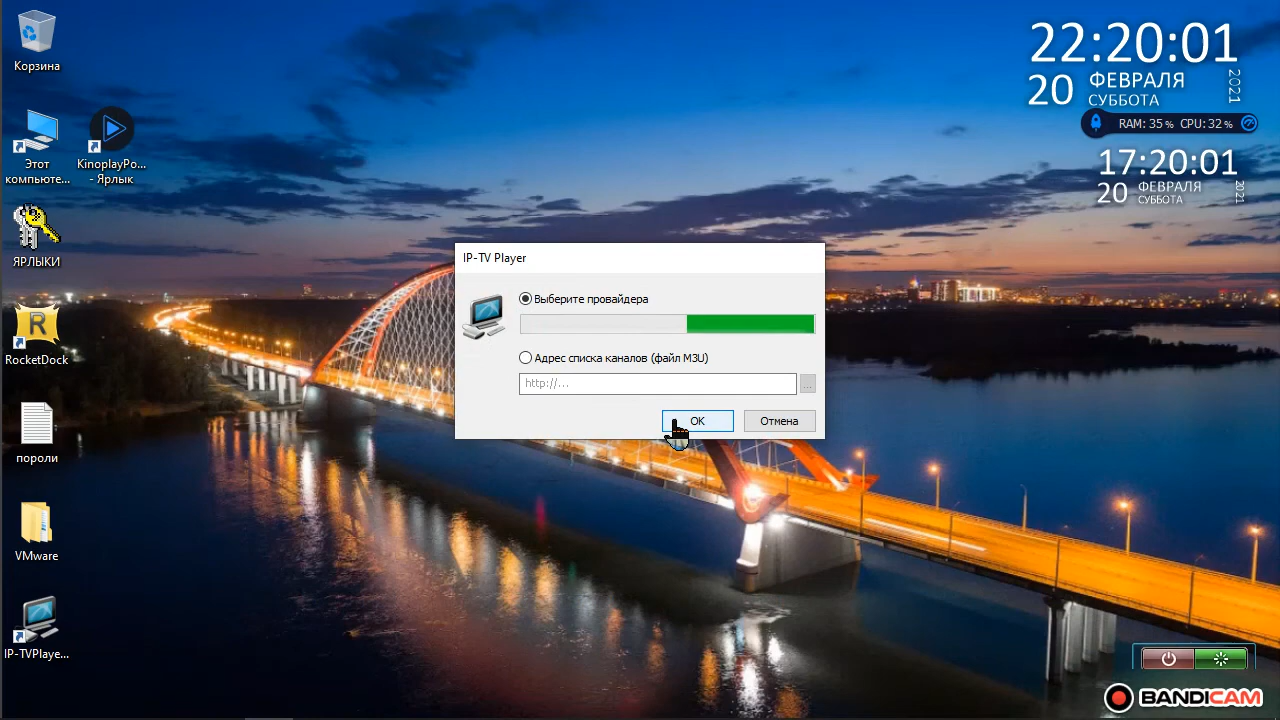 Корзина
Этот
компьюте...
KinoplayPo...
- Ярлык
ЯРЛЫКИ
RocketDock
пороли
VMware
IP-TVPlaye...
22:20:01
20
ФЕВРАЛЯ
СУББОТА
2021
RAM: 35 % CPU: 32 %
17:20:01
20
ФЕВРАЛЯ
СУББОТА
2021
IP-TV Player
Выберите провайдера
Адрес списка каналов (файл M3U)
http://...
...
OK
Отмена
R
BANDICAM